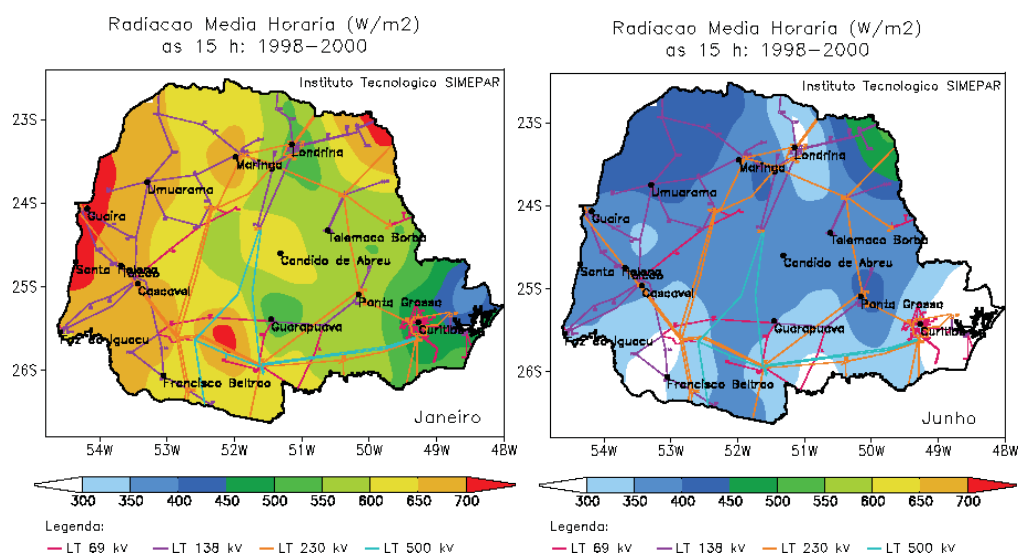 Radiacao Media Horaria (W/m2)
as 15 h: 1998-2000
Instituto Tecnologico SIMEPAR
23S
24S
25S
26S
Londrina
Maringa
Umuarama
Guaira
Telemaco Borba
Candido de Abreu
Santa Helena
Toledo
Cascavel
Ponta Grossa
Guarapuava
Curitiba
Foz do Iguacu
Francisco Beltrao
Janeiro
54W 53W 52W 51W 50W 49W 48W
300 350 400 450 500 550 600 650 700
Legenda:
LT 69 kv LT 138 kv LT 230 kv LT 500 kv
Radiacao Media Horaria (W/m2)
as 15 h: 1998-2000
Instituto Tecnologico SIMEPAR
23S
24S
25S
26S
Londrina
Maringa
Umuarama
Guaira
Telemaco Borba
Candido de Abreu
Santa Helena
Toledo
Cascavel
Ponta Grossa
Guarapuava
Curitiba
Foz do Iguacu
Francisco Beltrao
Junho
54W 53W 52W 51W 50W 49W 48W
300 350 400 450 500 550 600 650 700
Legenda:
LT 69 kv LT 138 kv LT 230 kv LT 500 kv